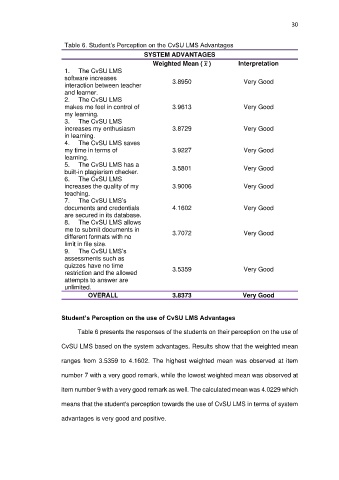 30
Table 6. Student's Perception on the CvSU LMS Advantages
SYSTEM ADVANTAGES
Weighted Mean ( x̄ ) Interpretation
1. The CvSU LMS
software increases
interaction between teacher
and learner.
3.8950 Very Good
2. The CvSU LMS
makes me feel in control of
my learning.
3.9613 Very Good
3. The CvSU LMS
increases my enthusiasm
in learning.
3.8729 Very Good
4. The CvSU LMS saves
my time in terms of
learning.
3.9227 Very Good
5. The CvSU LMS has a
built-in plagiarism checker.
3.5801 Very Good
6. The CvSU LMS
increases the quality of my
teaching.
3.9006 Very Good
7. The CvSU LMS's
documents and credentials
are secured in its database.
4.1602 Very Good
8. The CvSU LMS allows
me to submit documents in
different formats with no
limit in file size.
3.7072 Very Good
9. The CvSU LMS's
assessments such as
quizzes have no time
restriction and the allowed
attempts to answer are
unlimited.
3.5359 Very Good
OVERALL 3.8373 Very Good
Student's Perception on the use of CvSU LMS Advantages
Table 6 presents the responses of the students on their perception on the use of
CvSU LMS based on the system advantages. Results show that the weighted mean
ranges from 3.5359 to 4.1602. The highest weighted mean was observed at item
number 7 with a very good remark, while the lowest weighted mean was observed at
item number 9 with a very good remark as well. The calculated mean was 4.0229 which
means that the student's perception towards the use of CvSU LMS in terms of system
advantages is very good and positive.